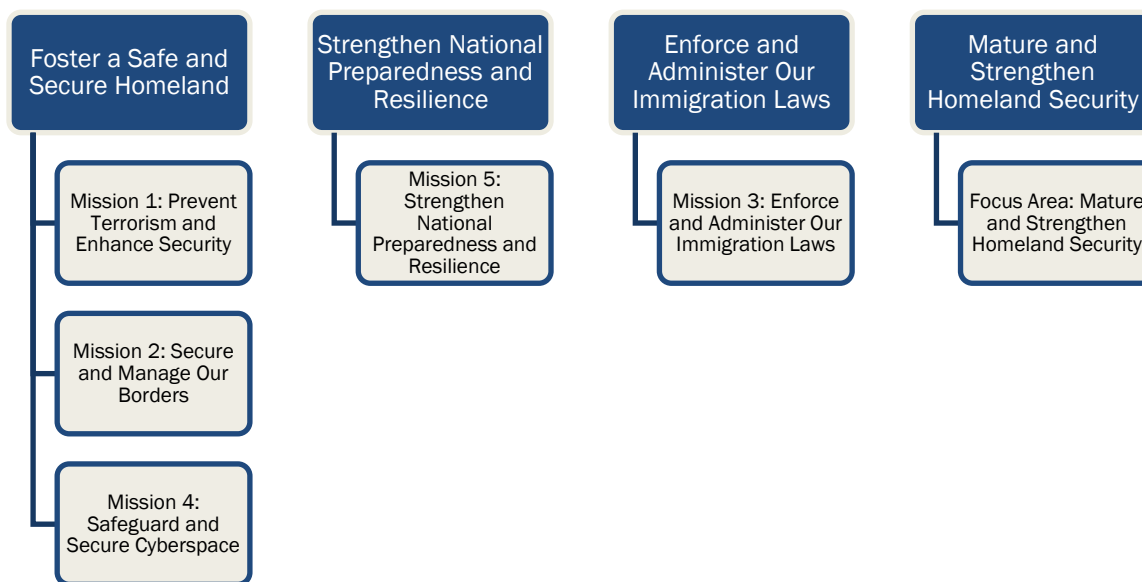 Foster a Safe and
Secure Homeland
Mission 1: Prevent
Terrorism and
Enhance Security
Mission 2: Secure
and Manage Our
Borders
Mission 4:
Safeguard and
Secure Cyberspace
Strengthen National
Preparedness and
Resilience
Mission 5:
Strengthen
National
Preparedness and
Resilience
Enforce and
Administer Our
Immigration Laws
Mission 3: Enforce
and Administer Our
Immigration Laws
Mature and
Strengthen
Homeland Security
Focus Area: Mature
and Strengthen
Homeland Security